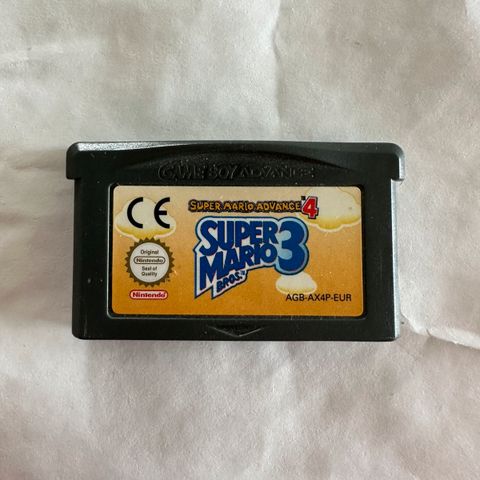 GAME BOY ADVANCE
CE
SUPER MARIO ADVANCE 4
SUPER
MARIO 3
BROS.
Original
Nintendo
Seal of
Quality
Nintendo
AGB-AX4P-EUR